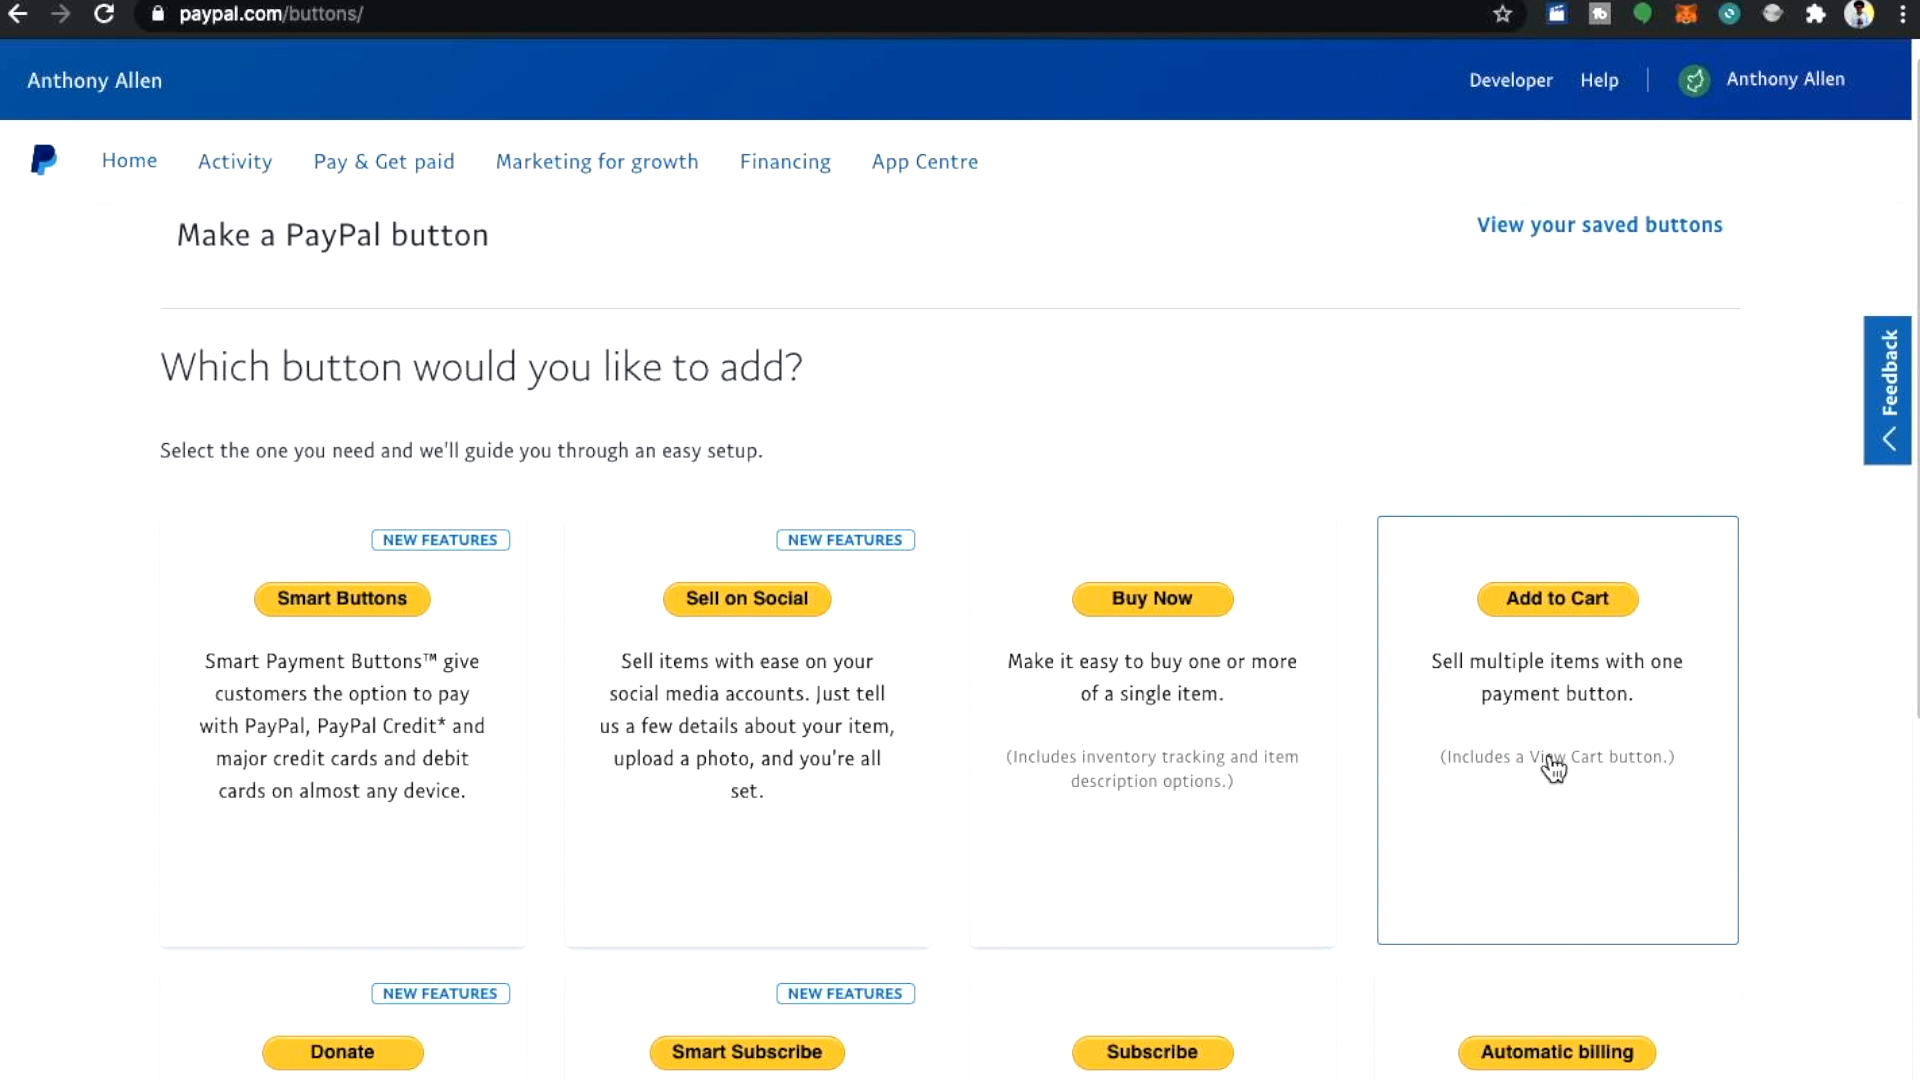 paypal.com/buttons/
Anthony Allen
Developer Help Anthony Allen
Home Activity Pay & Get paid Marketing for growth Financing App Centre
Make a PayPal button
View your saved buttons
Feedback
Which button would you like to add?
Select the one you need and we'll guide you through an easy setup.
NEW FEATURES
Smart Buttons
Smart Payment Buttons™ give
customers the option to pay
with PayPal, PayPal Credit* and
major credit cards and debit
cards on almost any device.
NEW FEATURES
Sell on Social
Sell items with ease on your
social media accounts. Just tell
us a few details about your item,
upload a photo, and you're all
set.
Buy Now
Make it easy to buy one or more
of a single item.
(Includes inventory tracking and item
description options.)
Add to Cart
Sell multiple items with one
payment button.
(Includes a View Cart button.)
NEW FEATURES
Donate
NEW FEATURES
Smart Subscribe
Subscribe
Automatic billing